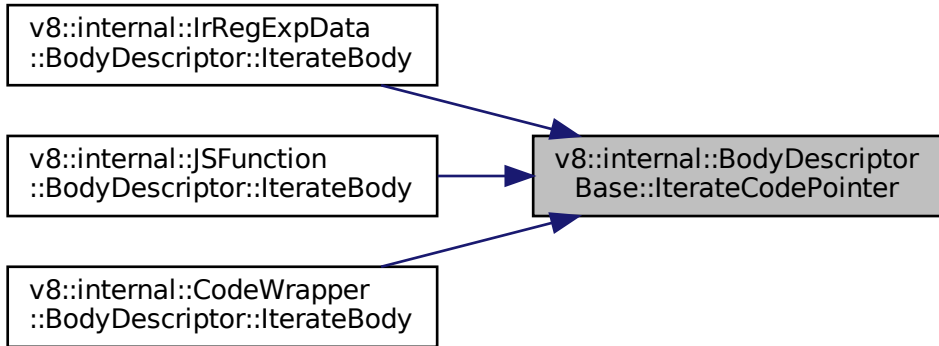 v8::internal::IrRegExpData
::BodyDescriptor::IterateBody
v8::internal::JSFunction
::BodyDescriptor::IterateBody
v8::internal::CodeWrapper
::BodyDescriptor::IterateBody
v8::internal::BodyDescriptor
Base::IterateCodePointer